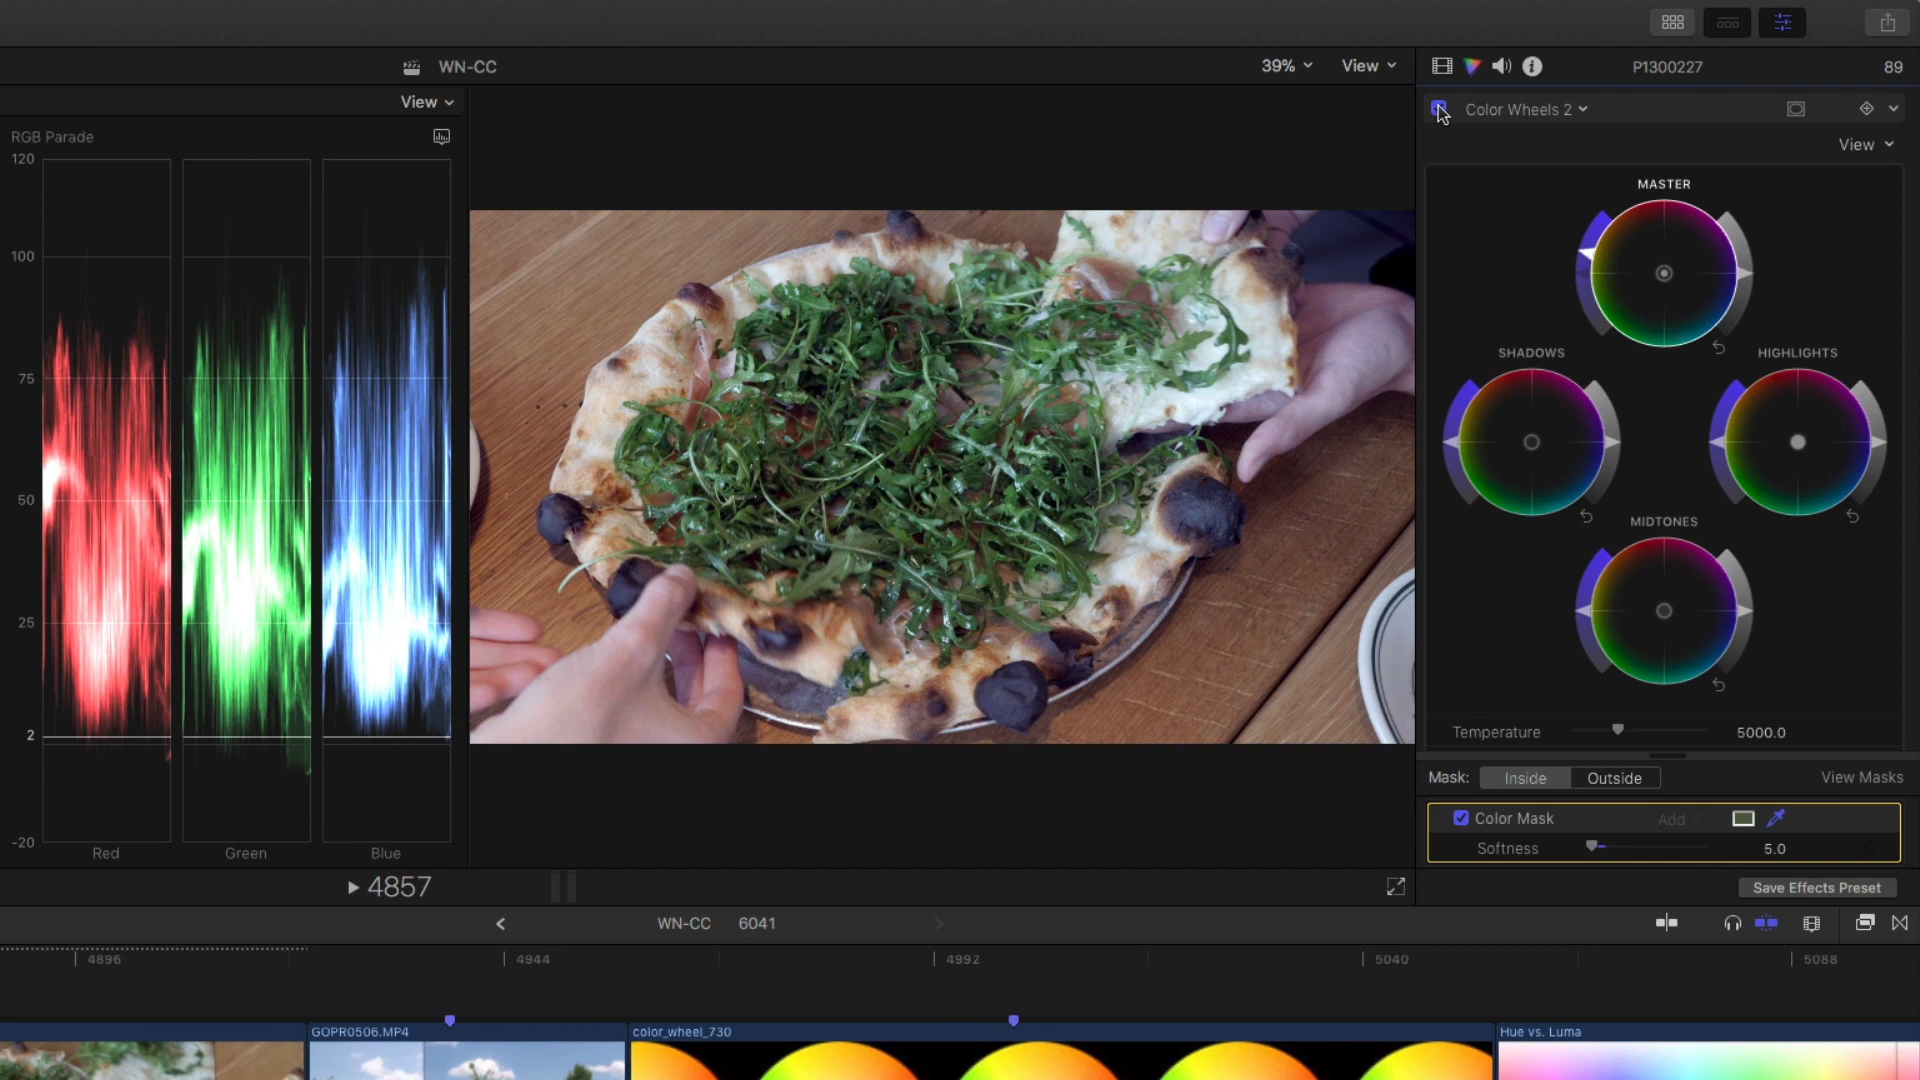 WN-CC
39%
View
P1300227
89
View
Color Wheels 2
View
RGB Parade
120
100
75
50
25
2
-20
Red
Green
Blue
MASTER
SHADOWS
HIGHLIGHTS
MIDTONES
Temperature
5000.0
Mask:
Inside
Outside
View Masks
Color Mask
Add
Softness
5.0
4857
Save Effects Preset
WN-CC
6041
4896
4944
4992
5040
5088
GOPR0506.MP4
color_wheel_730
Hue vs. Luma